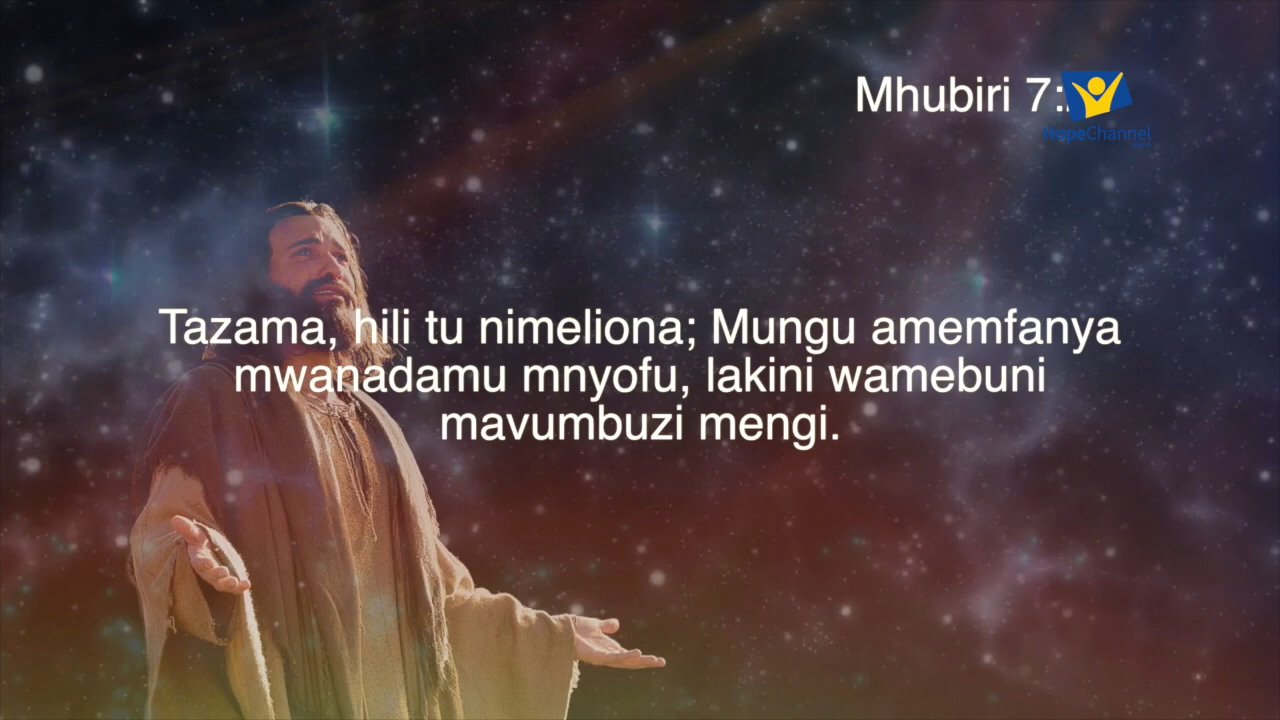 Mhubiri 7:
HopeChannel
Tazama, hili tu nimeliona; Mungu amemfanya
mwanadamu mnyofu, lakini wamebuni
mavumbuzi mengi.